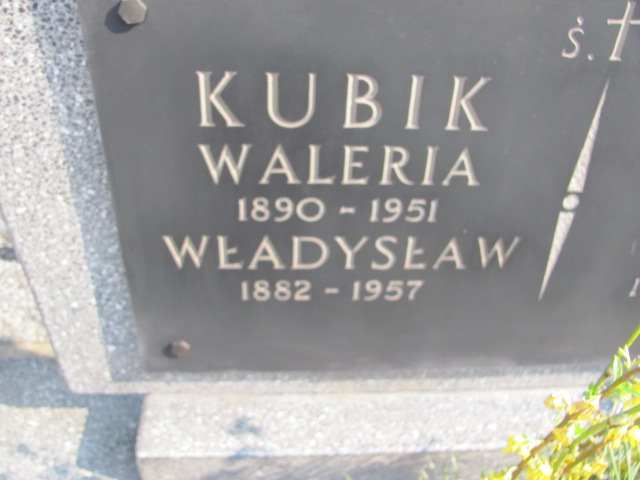 Ś. †
KUBIK
WALERIA
1890 - 1951
WŁADYSŁAW
1882 - 1957